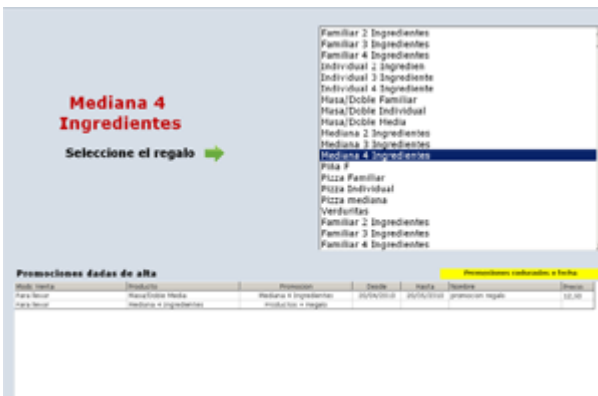 Familiar 2 Ingredientes
Familiar 3 Ingredientes
Familiar 4 Ingredientes
Individual 2 Ingredien
Individual 3 Ingrediente
Individual 4 Ingrediente
Masa/Doble Familiar
Masa/Doble Individual
Masa/Doble Media
Mediana 2 Ingredientes
Mediana 3 Ingredientes
Mediana 4 Ingredientes
Piña F
Pizza Familiar
Pizza Individual
Pizza mediana
Verduritas
Familiar 2 Ingredientes
Familiar 3 Ingredientes
Familiar 4 Ingredientes
Mediana 4
Ingredientes
Seleccione el regalo
Promociones dadas de alta
Promociones caducadas a fecha
Modo Venta Producto Promocion Desde Hasta Nombre Precio
Para llevar Masa/Doble Media Mediana 4 Ingredientes 20/04/2010 20/05/2010 promocion regalo
Para llevar Mediana 4 Ingredientes Productos + Regalo